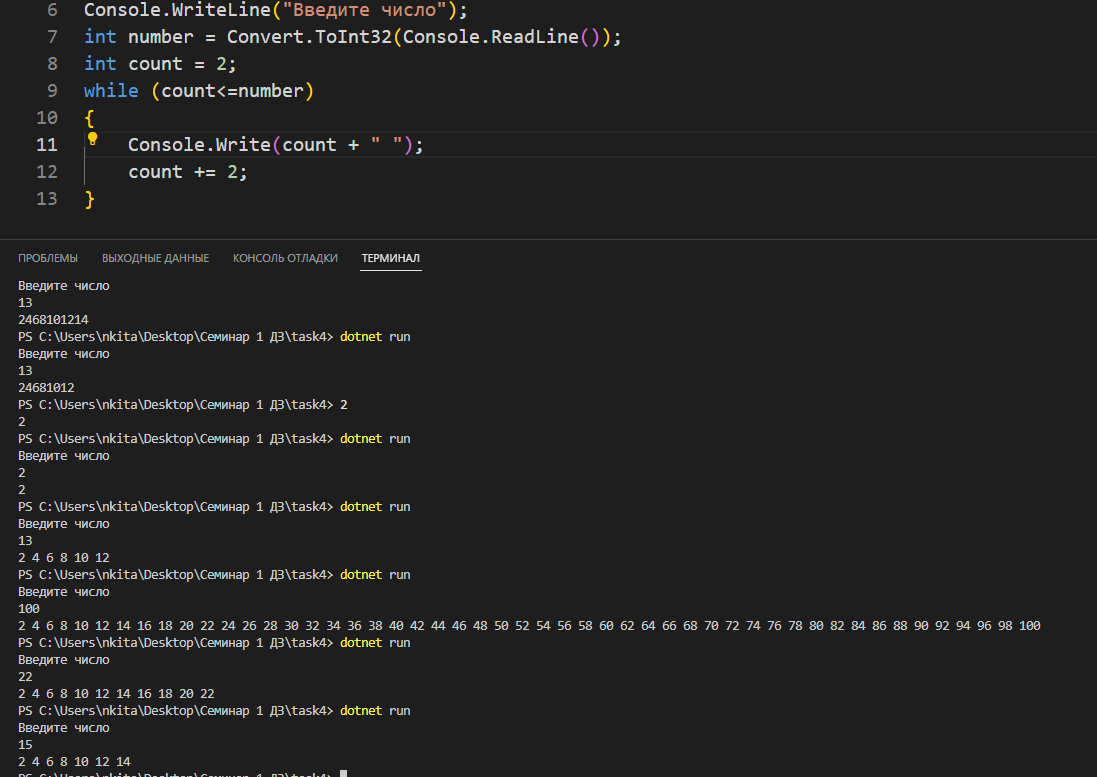 6 Console.WriteLine("Введите число");
7 int number = Convert.ToInt32(Console.ReadLine());
8 int count = 2;
9 while (count<=number)
10 {
11 Console.Write(count + " ");
12 count += 2;
13 }
ПРОБЛЕМЫ ВЫХОДНЫЕ ДАННЫЕ КОНСОЛЬ ОТЛАДКИ ТЕРМИНАЛ
Введите число
13
2468101214
PS C:\Users\nkita\Desktop\Семинар 1 ДЗ\task4> dotnet run
Введите число
13
24681012
PS C:\Users\nkita\Desktop\Семинар 1 ДЗ\task4> 2
2
PS C:\Users\nkita\Desktop\Семинар 1 ДЗ\task4> dotnet run
Введите число
2
2
PS C:\Users\nkita\Desktop\Семинар 1 ДЗ\task4> dotnet run
Введите число
13
2 4 6 8 10 12
PS C:\Users\nkita\Desktop\Семинар 1 ДЗ\task4> dotnet run
Введите число
100
2 4 6 8 10 12 14 16 18 20 22 24 26 28 30 32 34 36 38 40 42 44 46 48 50 52 54 56 58 60 62 64 66 68 70 72 74 76 78 80 82 84 86 88 90 92 94 96 98 100
PS C:\Users\nkita\Desktop\Семинар 1 ДЗ\task4> dotnet run
Введите число
22
2 4 6 8 10 12 14 16 18 20 22
PS C:\Users\nkita\Desktop\Семинар 1 ДЗ\task4> dotnet run
Введите число
15
2 4 6 8 10 12 14
PS C:\Users\nkita\Desktop\Семинар 1 ДЗ\task4>